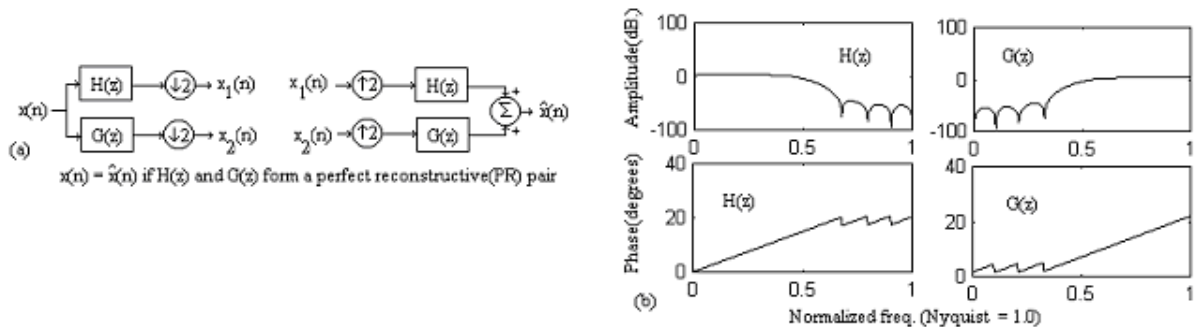 H(z) ↓2 x₁(n) x₁(n) ↑2 H(z)
x(n) + Σ x̂(n)
G(z) ↓2 x₂(n) x₂(n) ↑2 G(z) +
(a)
x(n) = x̂(n) if H(z) and G(z) form a perfect reconstructive(PR) pair
Amplitude(dB)
100
0
-100
0 0.5 1
H(z)
100
0
-100
0 0.5 1
G(z)
Phase(degrees)
40
20
0
0 0.5 1
H(z)
40
20
0
0 0.5 1
G(z)
(b)
Normalized freq. (Nyquist = 1.0)